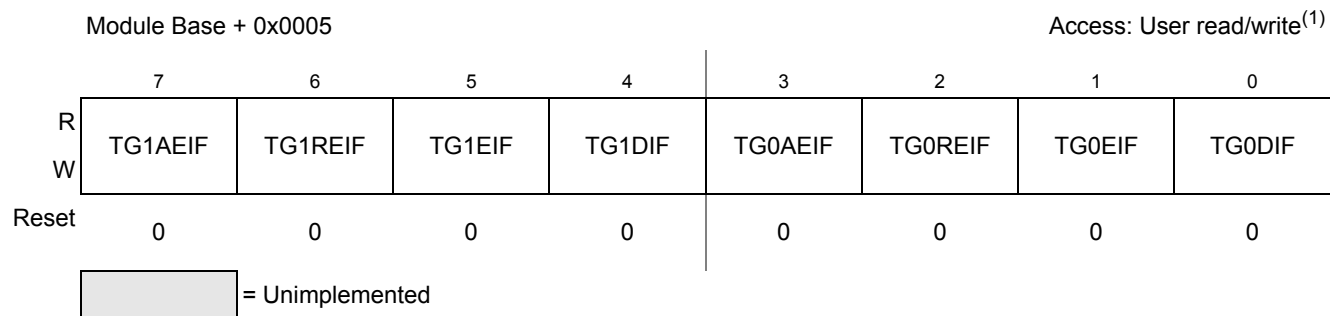 Module Base + 0x0005 Access: User read/write(1)
7 6 5 4 3 2 1 0
R
W
TG1AEIF TG1REIF TG1EIF TG1DIF TG0AEIF TG0REIF TG0EIF TG0DIF
Reset 0 0 0 0 0 0 0 0
= Unimplemented